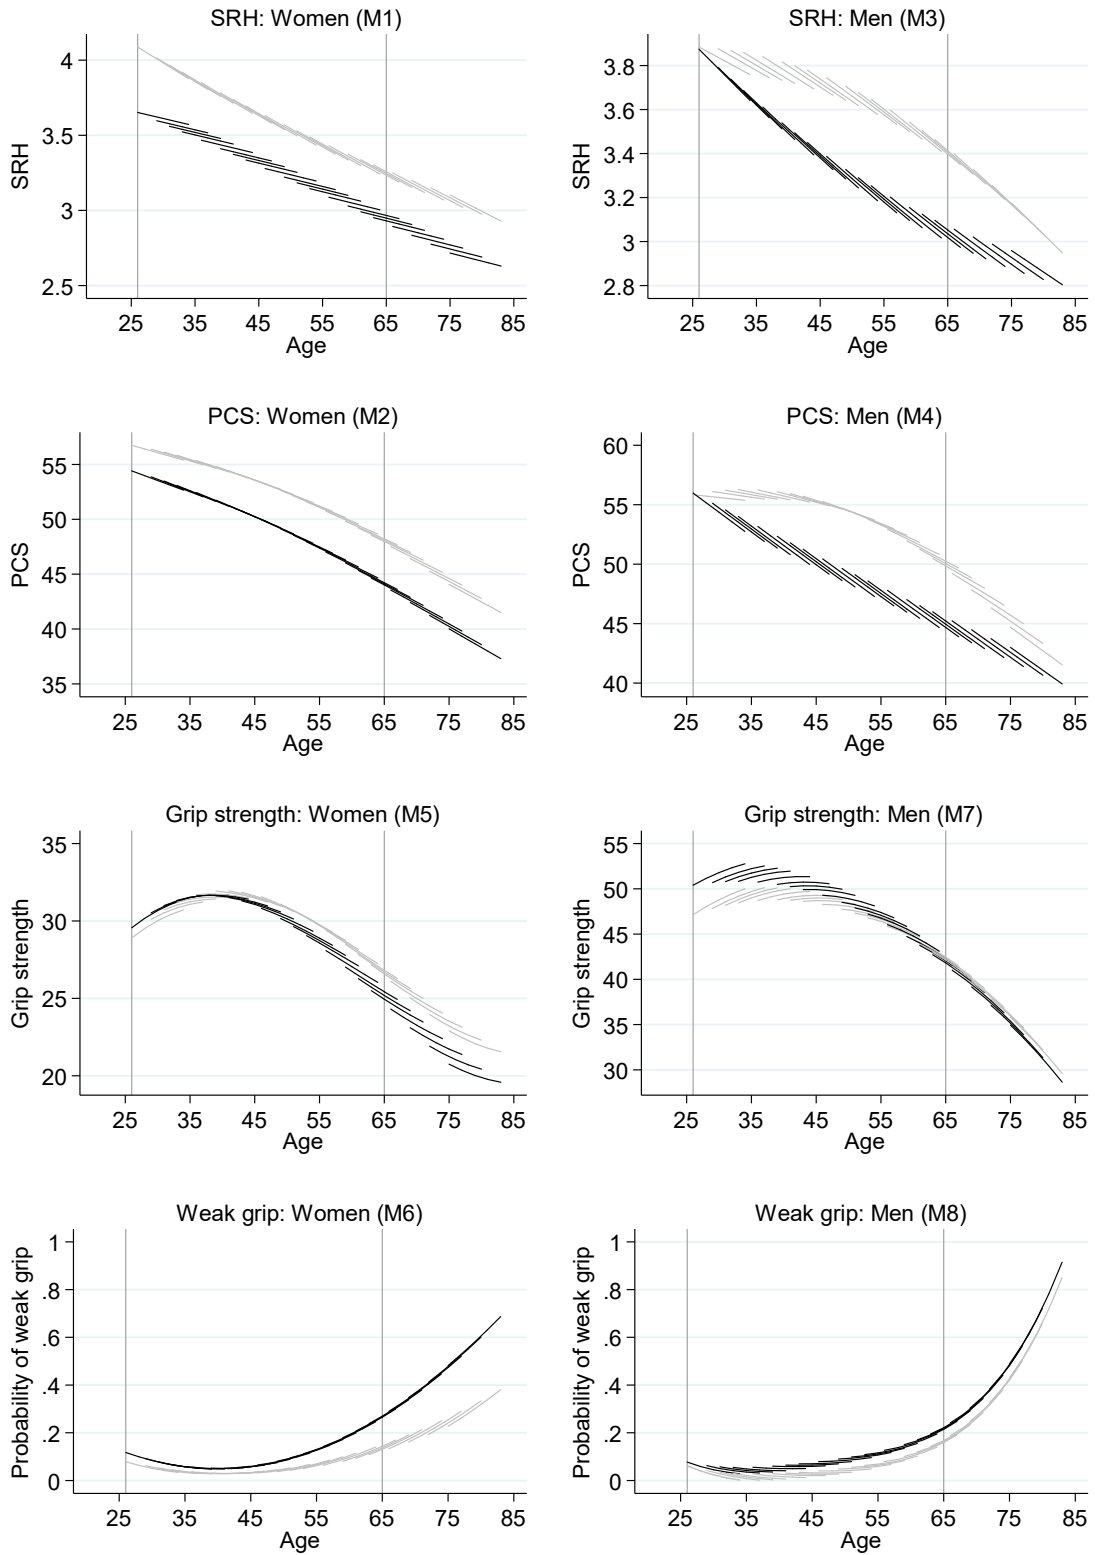 SRH: Women (M1)
SRH
4
3.5
3
2.5
25 35 45 55 65 75 85
Age
SRH: Men (M3)
SRH
3.8
3.6
3.4
3.2
3
2.8
25 35 45 55 65 75 85
Age
PCS: Women (M2)
PCS
55
50
45
40
35
25 35 45 55 65 75 85
Age
PCS: Men (M4)
PCS
60
55
50
45
40
25 35 45 55 65 75 85
Age
Grip strength: Women (M5)
Grip strength
35
30
25
20
25 35 45 55 65 75 85
Age
Grip strength: Men (M7)
Grip strength
55
50
45
40
35
30
25 35 45 55 65 75 85
Age
Weak grip: Women (M6)
Probability of weak grip
1
.8
.6
.4
.2
0
25 35 45 55 65 75 85
Age
Weak grip: Men (M8)
Probability of weak grip
1
.8
.6
.4
.2
0
25 35 45 55 65 75 85
Age